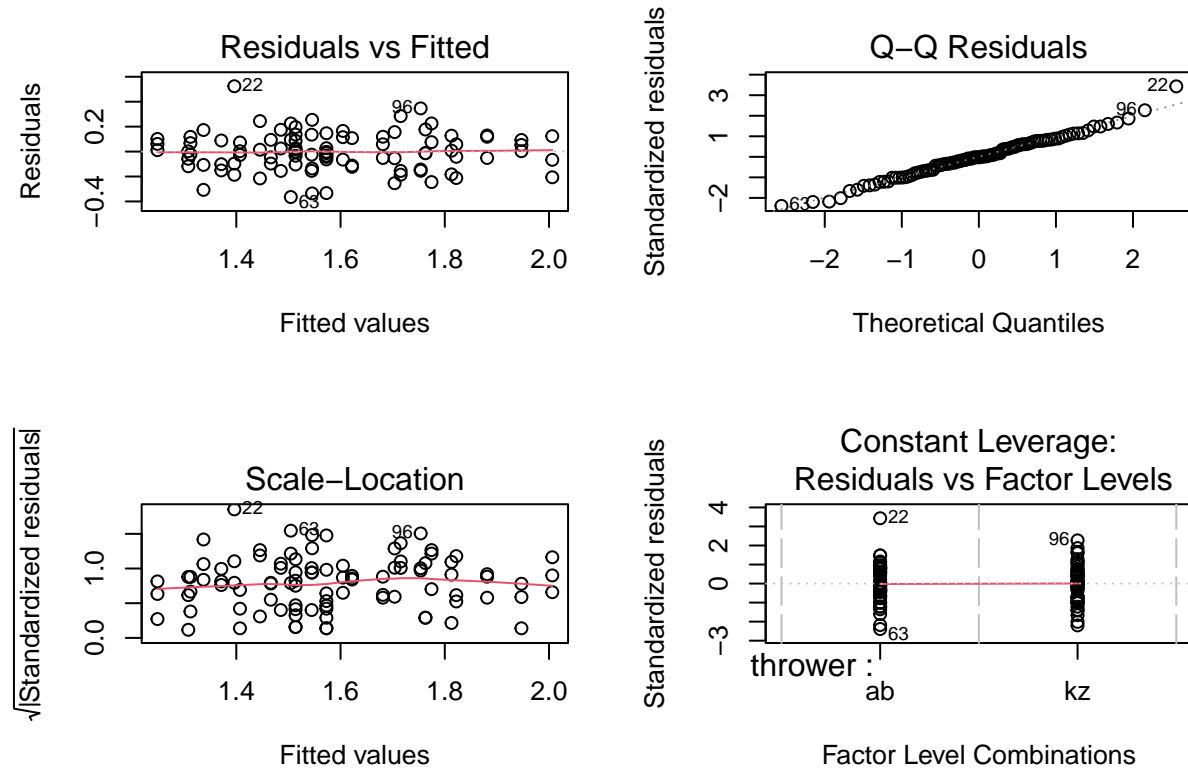 Residuals vs Fitted
Residuals
0.2
−0.4
22
96
63
1.4
1.6
1.8
2.0
Fitted values
Q−Q Residuals
Standardized residuals
3
1
−2
22
96
63
−2
−1
0
1
2
Theoretical Quantiles
Scale−Location
√|Standardized residuals|
1.0
0.0
22
63
96
1.4
1.6
1.8
2.0
Fitted values
Constant Leverage:
Residuals vs Factor Levels
Standardized residuals
4
2
0
−3
22
96
63
thrower :
ab
kz
Factor Level Combinations